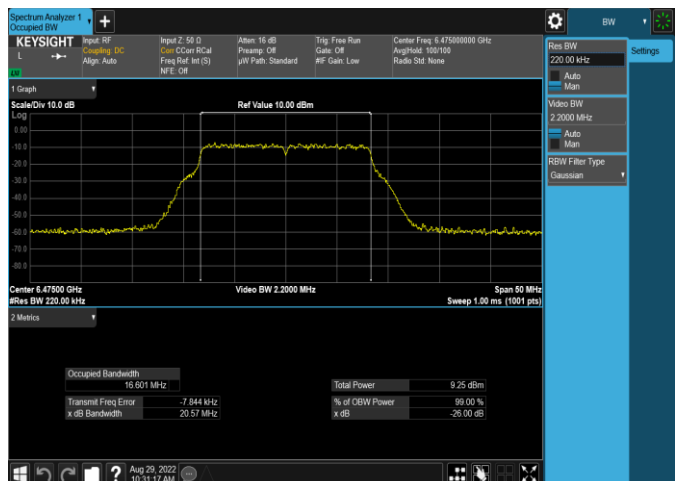 Spectrum Analyzer 1
Occupied BW
+
BW
KEYSIGHT
L
Input: RF
Coupling: DC
Align: Auto
Input Z: 50 Ω
Corr CCorr RCal
Freq Ref: Int (S)
NFE: Off
Atten: 16 dB
Preamp: Off
µW Path: Standard
Trig: Free Run
Gate: Off
#IF Gain: Low
Center Freq: 6.475000000 GHz
Avg|Hold: 100/100
Radio Std: None
LV
Res BW
220.00 kHz
Auto
Man
Settings
Video BW
2.2000 MHz
Auto
Man
RBW Filter Type
Gaussian
1 Graph
Scale/Div 10.0 dB
Ref Value 10.00 dBm
Log
0.00
-10.0
-20.0
-30.0
-40.0
-50.0
-60.0
-70.0
-80.0
Center 6.47500 GHz
#Res BW 220.00 kHz
Video BW 2.2000 MHz
Span 50 MHz
Sweep 1.00 ms (1001 pts)
2 Metrics
Occupied Bandwidth
16.601 MHz
Transmit Freq Error -7.844 kHz
x dB Bandwidth 20.57 MHz
Total Power 9.25 dBm
% of OBW Power 99.00 %
x dB -26.00 dB
?
Aug 29, 2022
10:31:17 AM